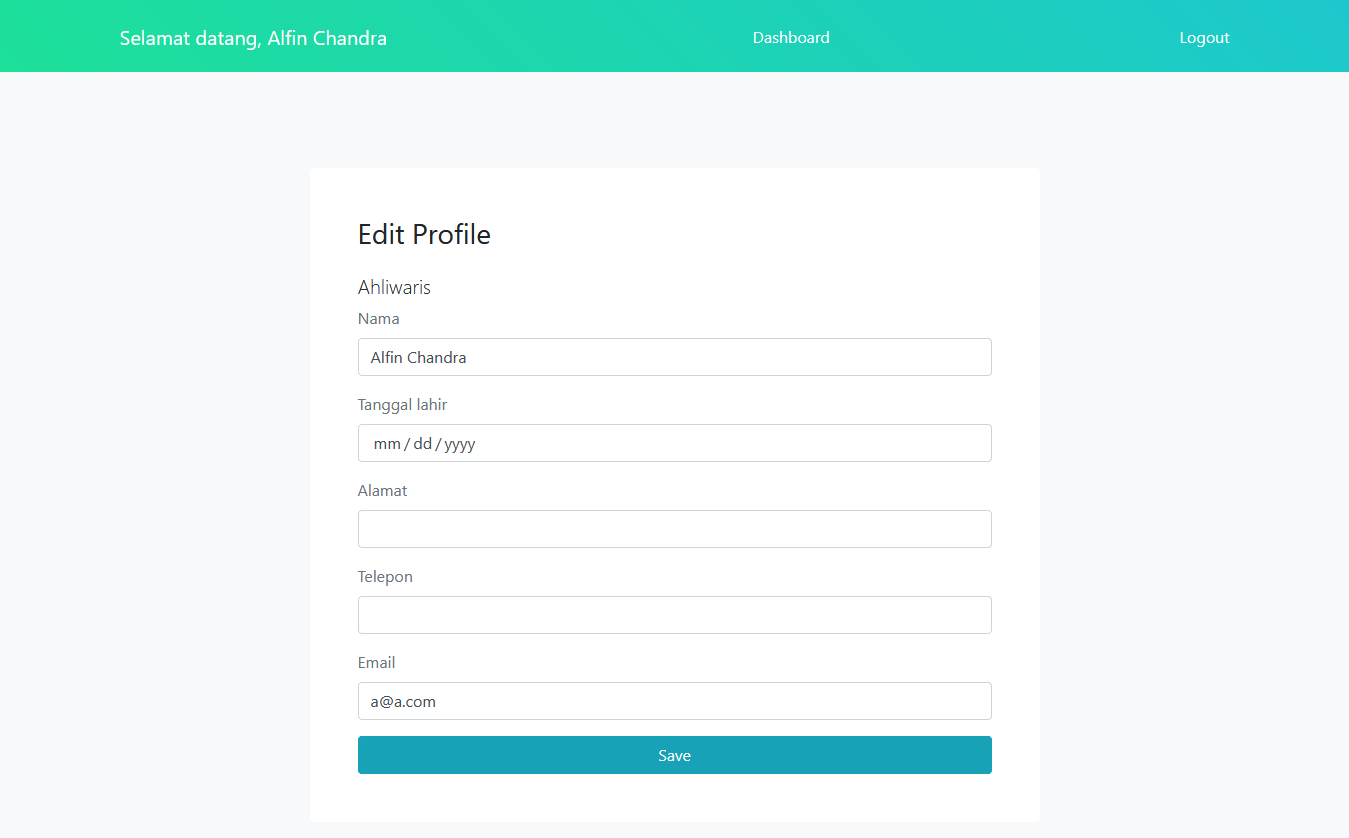 Selamat datang, Alfin Chandra
Dashboard
Logout
Edit Profile
Ahliwaris
Nama
Alfin Chandra
Tanggal lahir
mm / dd / yyyy
Alamat
Telepon
Email
a@a.com
Save